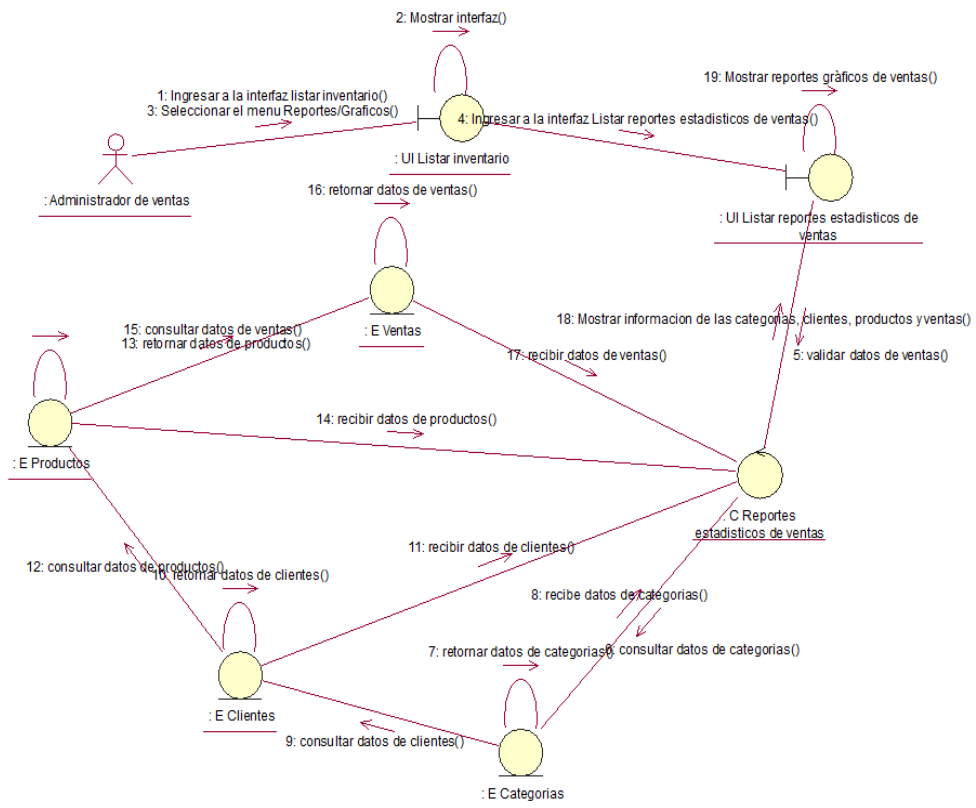 2: Mostrar interfaz()
19: Mostrar reportes gràficos de ventas()
1: Ingresar a la interfaz listar inventario()
3: Seleccionar el menu Reportes/Graficos()
4: Ingresar a la interfaz Listar reportes estadisticos de ventas()
: UI Listar inventario
: Administrador de ventas
16: retornar datos de ventas()
: UI Listar reportes estadisticos de
ventas
15: consultar datos de ventas()
13: retornar datos de productos()
: E Ventas
18: Mostrar informacion de las categorias, clientes, productos y ventas()
17: recibir datos de ventas()
5: validar datos de ventas()
14: recibir datos de productos()
: E Productos
: C Reportes
estadisticos de ventas
11: recibir datos de clientes()
12: consultar datos de productos()
10: retornar datos de clientes()
8: recibe datos de categorias()
7: retornar datos de categorias()
6: consultar datos de categorias()
: E Clientes
9: consultar datos de clientes()
: E Categorias